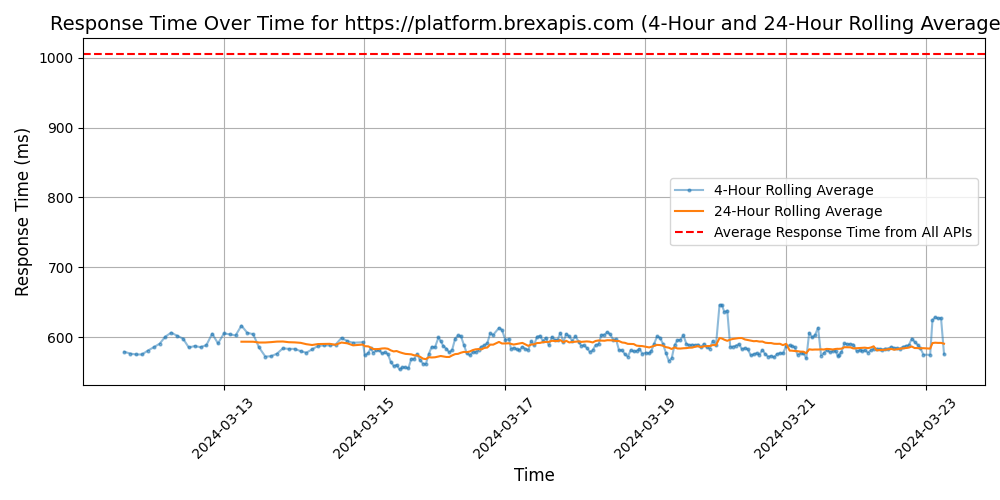 Response Time Over Time for https://platform.brexapis.com (4-Hour and 24-Hour Rolling Average
1000
900
800
700
600
Response Time (ms)
4-Hour Rolling Average
24-Hour Rolling Average
Average Response Time from All APIs
2024-03-13
2024-03-15
2024-03-17
2024-03-19
2024-03-21
2024-03-23
Time